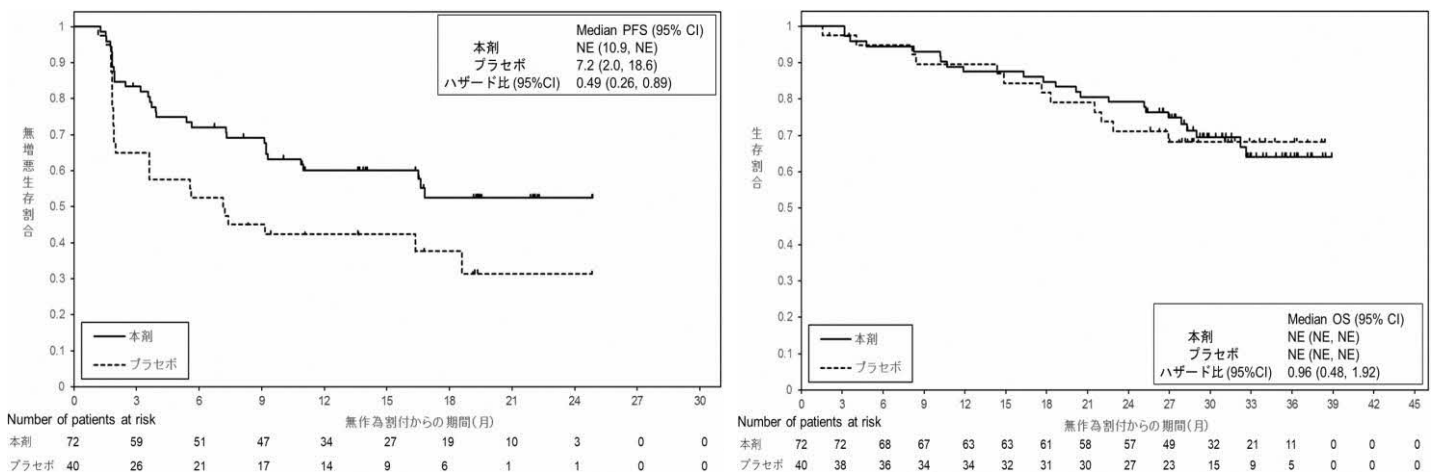 Median PFS (95% CI)
本剤 NE (10.9, NE)
プラセボ 7.2 (2.0, 18.6)
ハザード比 (95%CI) 0.49 (0.26, 0.89)
無増悪生存割合
1
0.9
0.8
0.7
0.6
0.5
0.4
0.3
0.2
0.1
0
本剤
プラセボ
0 3 6 9 12 15 18 21 24 27 30
Number of patients at risk
無作為割付からの期間(月)
本剤 72 59 51 47 34 27 19 10 3 0 0
プラセボ 40 26 21 17 14 9 6 1 1 0 0
生存割合
1
0.9
0.8
0.7
0.6
0.5
0.4
0.3
0.2
0.1
0
Median OS (95% CI)
本剤 NE (NE, NE)
プラセボ NE (NE, NE)
ハザード比 (95%CI) 0.96 (0.48, 1.92)
本剤
プラセボ
0 3 6 9 12 15 18 21 24 27 30 33 36 39 42 45
Number of patients at risk
無作為割付からの期間(月)
本剤 72 72 68 67 63 63 61 58 57 49 32 21 11 0 0 0
プラセボ 40 38 36 34 34 32 31 30 27 23 15 9 5 0 0 0